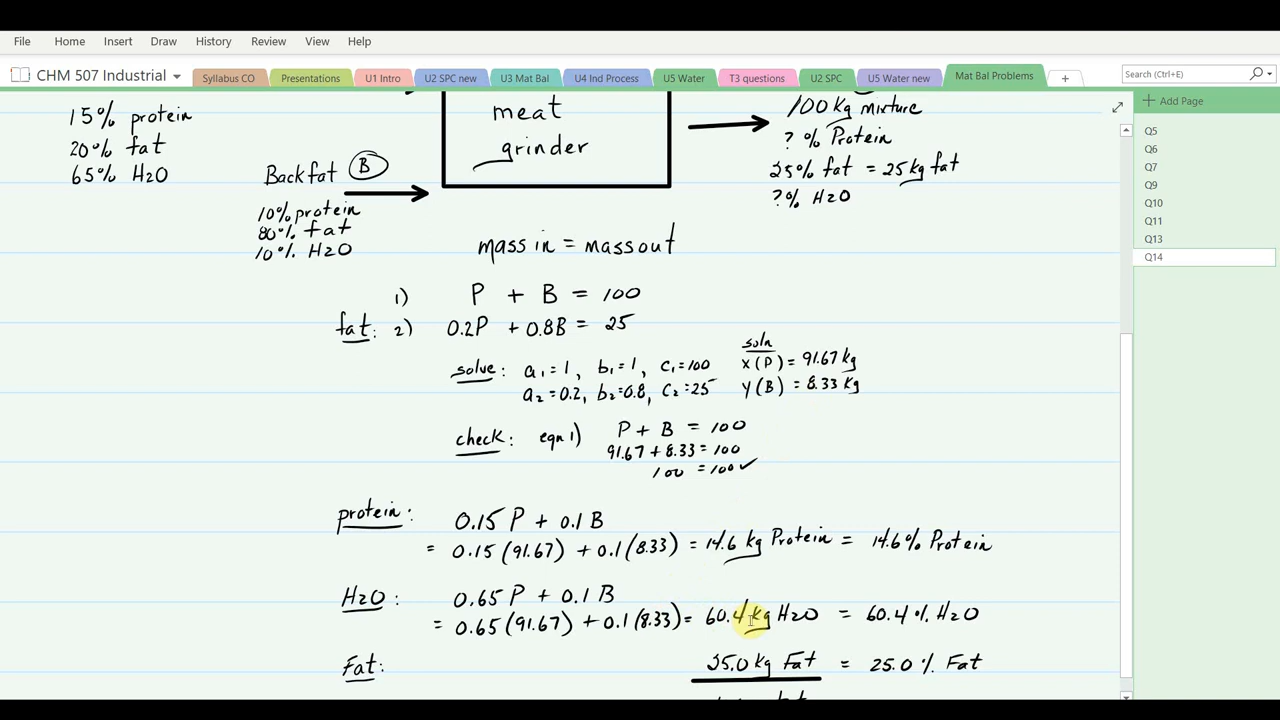 File Home Insert Draw History Review View Help
CHM 507 Industrial
Syllabus CO Presentations U1 Intro U2 SPC new U3 Mat Bal U4 Ind Process U5 Water T3 questions U2 SPC U5 Water new Mat Bal Problems +
Search (Ctrl+E)
Add Page
Q5
Q6
Q7
Q9
Q10
Q11
Q13
Q14
15% protein
20% fat
65% H2O
Backfat B
10% protein
80% fat
10% H2O
meat
grinder
100 kg mixture
? % Protein
25% fat = 25 kg fat
? % H2O
mass in = mass out
1) P + B = 100
fat: 2) 0.2P + 0.8B = 25
solve: a1=1, b1=1, c1=100
a2=0.2, b2=0.8, c2=25
soln
x(P) = 91.67 kg
y(B) = 8.33 kg
check: eqn 1) P + B = 100
91.67 + 8.33 = 100
100 = 100 ✓
protein: 0.15 P + 0.1 B
= 0.15 (91.67) + 0.1 (8.33) = 14.6 kg Protein = 14.6% Protein
H2O: 0.65 P + 0.1 B
= 0.65 (91.67) + 0.1 (8.33) = 60.4 kg H2O = 60.4 % H2O
Fat: 25.0 kg Fat = 25.0 % Fat